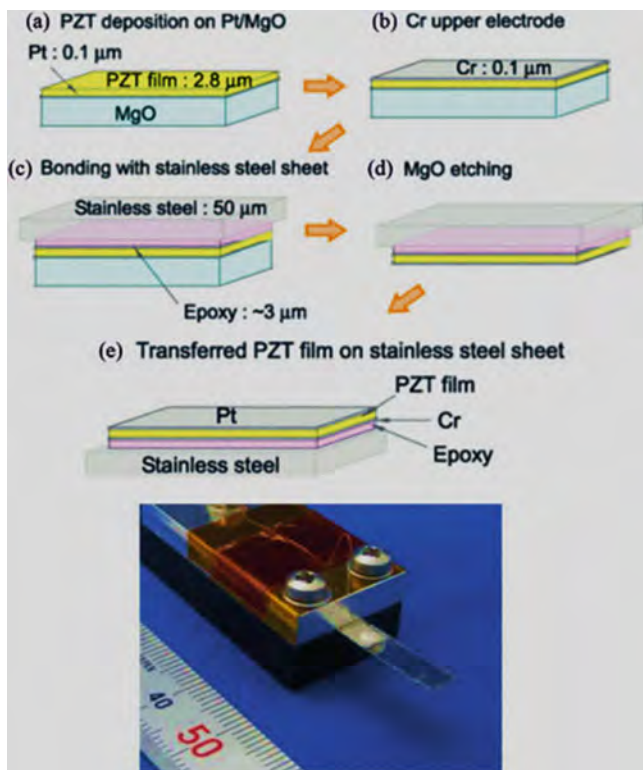 (a) PZT deposition on Pt/MgO
Pt : 0.1 μm
PZT film : 2.8 μm
MgO
(b) Cr upper electrode
Cr : 0.1 μm
(c) Bonding with stainless steel sheet
Stainless steel : 50 μm
Epoxy : ~3 μm
(d) MgO etching
(e) Transferred PZT film on stainless steel sheet
PZT film
Pt
Cr
Epoxy
Stainless steel
40
50